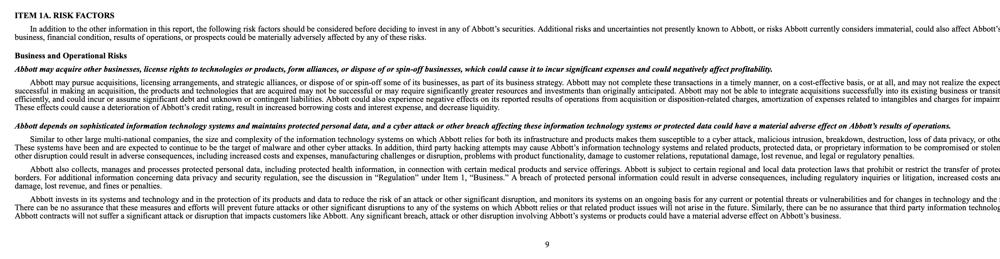 ITEM 1A. RISK FACTORS
In addition to the other information in this report, the following risk factors should be considered before deciding to invest in any of Abbott’s securities. Additional risks and uncertainties not presently known to Abbott, or risks Abbott currently considers immaterial, could also affect Abbott’s
business, financial condition, results of operations, or prospects could be materially adversely affected by any of these risks.
Business and Operational Risks
Abbott may acquire other businesses, license rights to technologies or products, form alliances, or dispose of or spin-off businesses, which could cause it to incur significant expenses and could negatively affect profitability.
Abbott may pursue acquisitions, licensing arrangements, and strategic alliances, or dispose of or spin-off some of its businesses, as part of its business strategy. Abbott may not complete these transactions in a timely manner, on a cost-effective basis, or at all, and may not realize the expect
successful in making an acquisition, the products and technologies that are acquired may not be successful or may require significantly greater resources and investments than originally anticipated. Abbott may not be able to integrate acquisitions successfully into its existing business or transit
efficiently, and could incur or assume significant debt and unknown or contingent liabilities. Abbott could also experience negative effects on its reported results of operations from acquisition or disposition-related charges, amortization of expenses related to intangibles and charges for impairm
These effects could cause a deterioration of Abbott’s credit rating, result in increased borrowing costs and interest expense, and decrease liquidity.
Abbott depends on sophisticated information technology systems and maintains protected personal data, and a cyber attack or other breach affecting these information technology systems or protected data could have a material adverse effect on Abbott’s results of operations.
Similar to other large multi-national companies, the size and complexity of the information technology systems on which Abbott relies for both its infrastructure and products makes them susceptible to a cyber attack, malicious intrusion, breakdown, destruction, loss of data privacy, or othe
These systems have been and are expected to continue to be the target of malware and other cyber attacks. In addition, third party hacking attempts may cause Abbott’s information technology systems and related products, protected data, or proprietary information to be compromised or stolen
other disruption could result in adverse consequences, including increased costs and expenses, manufacturing challenges or disruption, problems with product functionality, damage to customer relations, reputational damage, lost revenue, and legal or regulatory penalties.
Abbott also collects, manages and processes protected personal data, including protected health information, in connection with certain medical products and service offerings. Abbott is subject to certain regional and local data protection laws that prohibit or restrict the transfer of protec
borders. For additional information concerning data privacy and security regulation, see the discussion in “Regulation” under Item 1, “Business.” A breach of protected personal information could result in adverse consequences, including regulatory inquiries or litigation, increased costs and
damage, lost revenue, and fines or penalties.
Abbott invests in its systems and technology and in the protection of its products and data to reduce the risk of an attack or other significant disruption, and monitors its systems on an ongoing basis for any current or potential threats or vulnerabilities and for changes in technology and the
There can be no assurance that these measures and efforts will prevent future attacks or other significant disruptions to any of the systems on which Abbott relies or that related product issues will not arise in the future. Similarly, there can be no assurance that third party information technolog
Abbott contracts will not suffer a significant attack or disruption that impacts customers like Abbott. Any significant breach, attack or other disruption involving Abbott’s systems or products could have a material adverse effect on Abbott’s business.
9